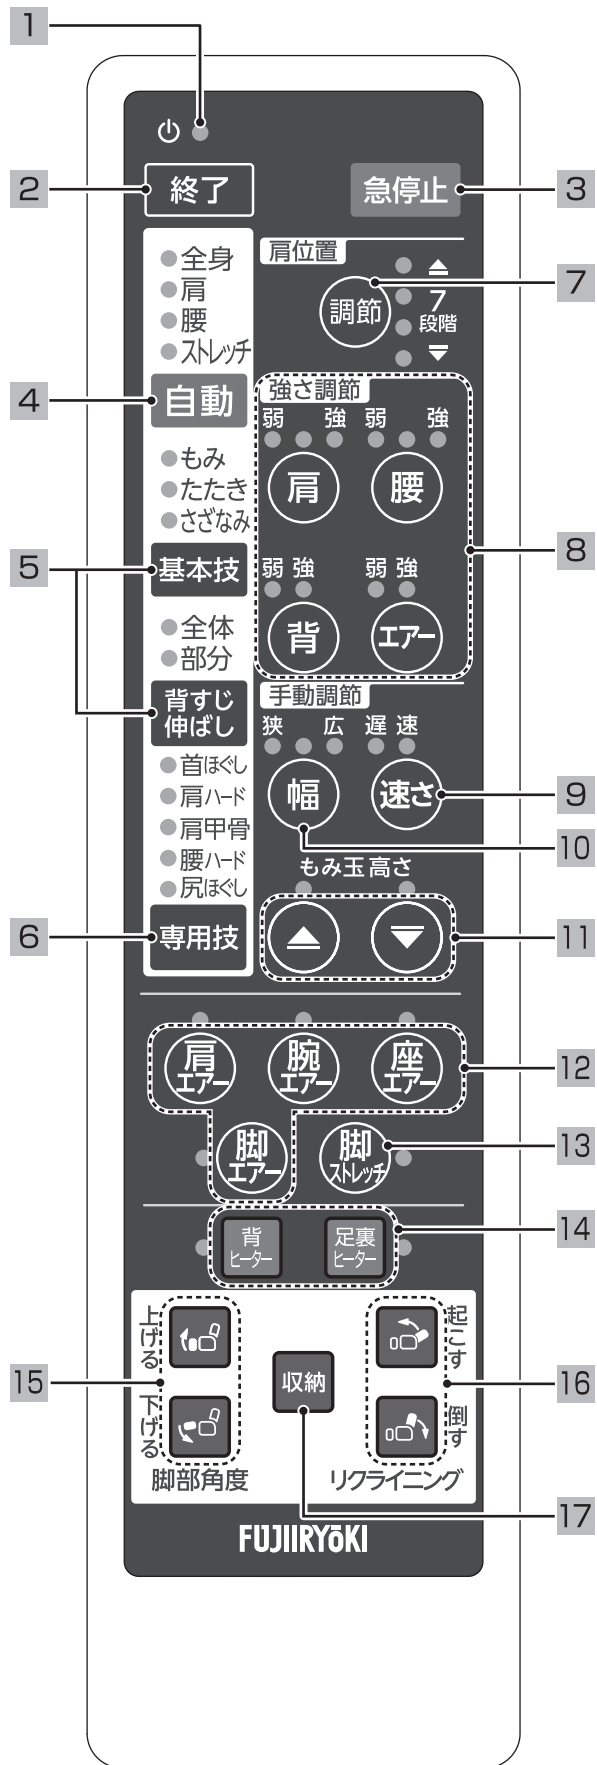 1
2
終了
急停止
3
全身
肩
腰
ストレッチ
4
自動
肩位置
調節
7
段階
7
強さ調節
弱 強 弱 強
肩 腰
弱 強 弱 強
背 エアー
8
もみ
たたき
さざなみ
5
基本技
全体
部分
背すじ
伸ばし
手動調節
狭 広 遅 速
幅 速さ
9
10
首ほぐし
肩ハード
肩甲骨
腰ハード
尻ほぐし
6
専用技
もみ玉高さ
11
肩
エアー
腕
エアー
座
エアー
12
脚
エアー
脚
ストレッチ
13
背
ヒーター
足裏
ヒーター
14
上げる
下げる
15
脚部角度
収納
起こす
倒す
16
リクライニング
17
FUJIIRYōKI